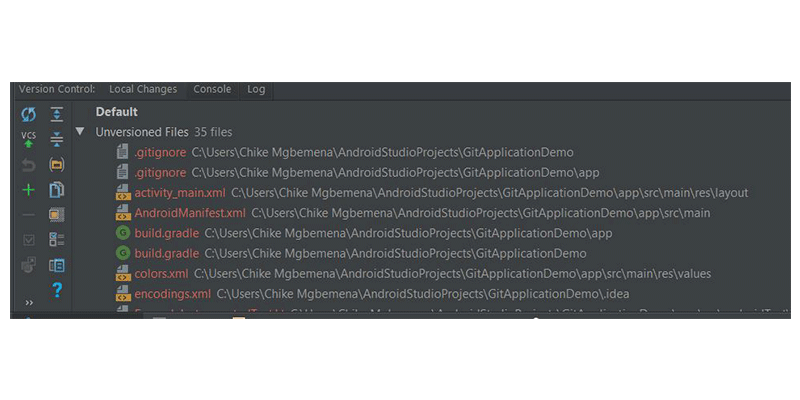 Version Control: Local Changes Console Log
Default
Unversioned Files 35 files
.gitignore C:\Users\Chike Mgbemena\AndroidStudioProjects\GitApplicationDemo
.gitignore C:\Users\Chike Mgbemena\AndroidStudioProjects\GitApplicationDemo\app
activity_main.xml C:\Users\Chike Mgbemena\AndroidStudioProjects\GitApplicationDemo\app\src\main\res\layout
AndroidManifest.xml C:\Users\Chike Mgbemena\AndroidStudioProjects\GitApplicationDemo\app\src\main
build.gradle C:\Users\Chike Mgbemena\AndroidStudioProjects\GitApplicationDemo\app
build.gradle C:\Users\Chike Mgbemena\AndroidStudioProjects\GitApplicationDemo
colors.xml C:\Users\Chike Mgbemena\AndroidStudioProjects\GitApplicationDemo\app\src\main\res\values
encodings.xml C:\Users\Chike Mgbemena\AndroidStudioProjects\GitApplicationDemo\.idea
VCS